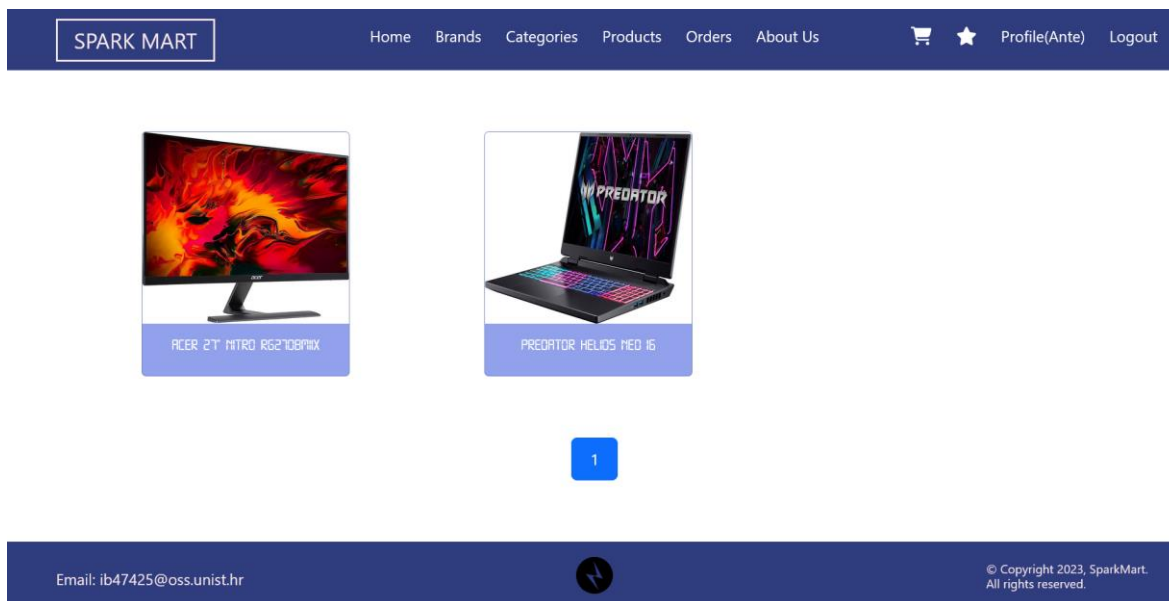 SPARK MART
Home Brands Categories Products Orders About Us Profile(Ante) Logout
acer
PREDATOR
ACER 27" NITRO RG270BMIIX
PREDATOR HELIOS NEO 16
1
Email: ib47425@oss.unist.hr
© Copyright 2023, SparkMart.
All rights reserved.